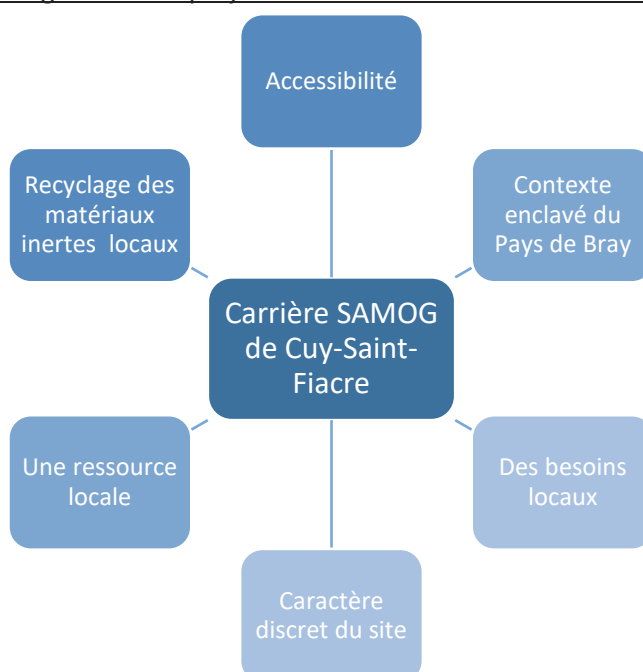 Accessibilité
Recyclage des
matériaux
inertes locaux
Contexte
enclavé du
Pays de Bray
Carrière SAMOG
de Cuy-Saint-
Fiacre
Une ressource
locale
Des besoins
locaux
Caractère
discret du site